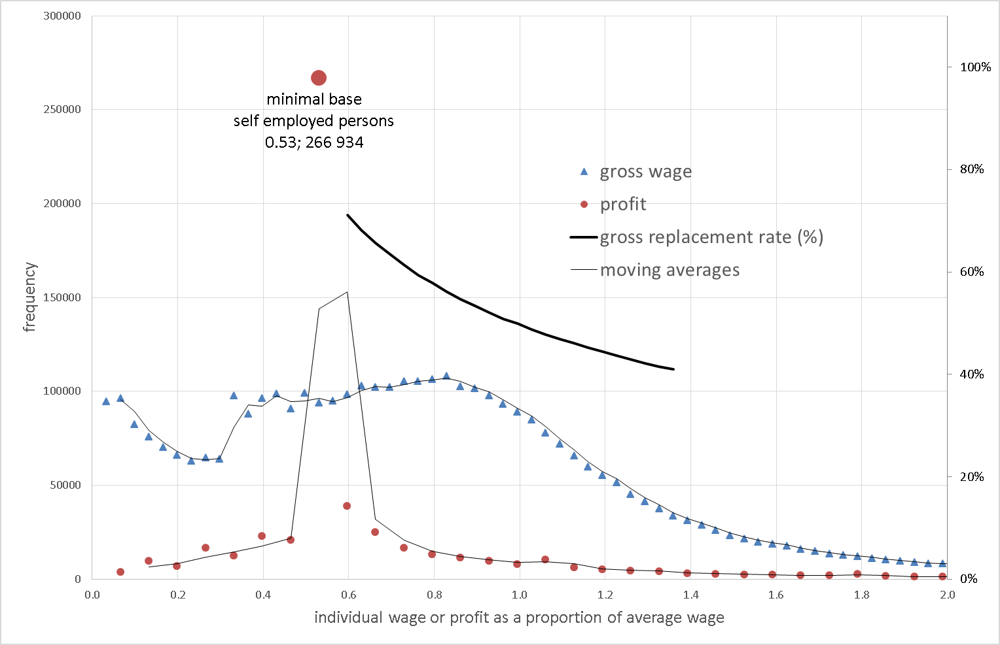 300000
250000
200000
150000
100000
50000
0
frequency
minimal base
self employed persons
0.53; 266 934
gross wage
profit
gross replacement rate (%)
moving averages
100%
80%
60%
40%
20%
0%
0.0 0.2 0.4 0.6 0.8 1.0 1.2 1.4 1.6 1.8 2.0
individual wage or profit as a proportion of average wage